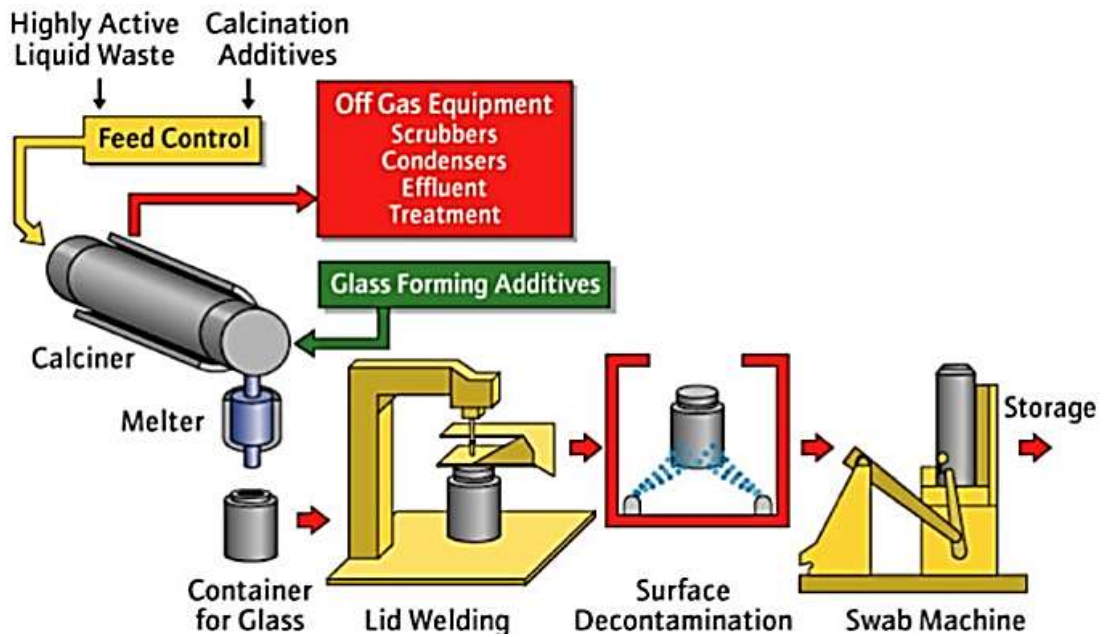 Highly Active
Liquid Waste
Calcination
Additives
Feed Control
Off Gas Equipment
Scrubbers
Condensers
Effluent
Treatment
Glass Forming Additives
Calciner
Melter
Storage
Container
for Glass
Lid Welding
Surface
Decontamination
Swab Machine